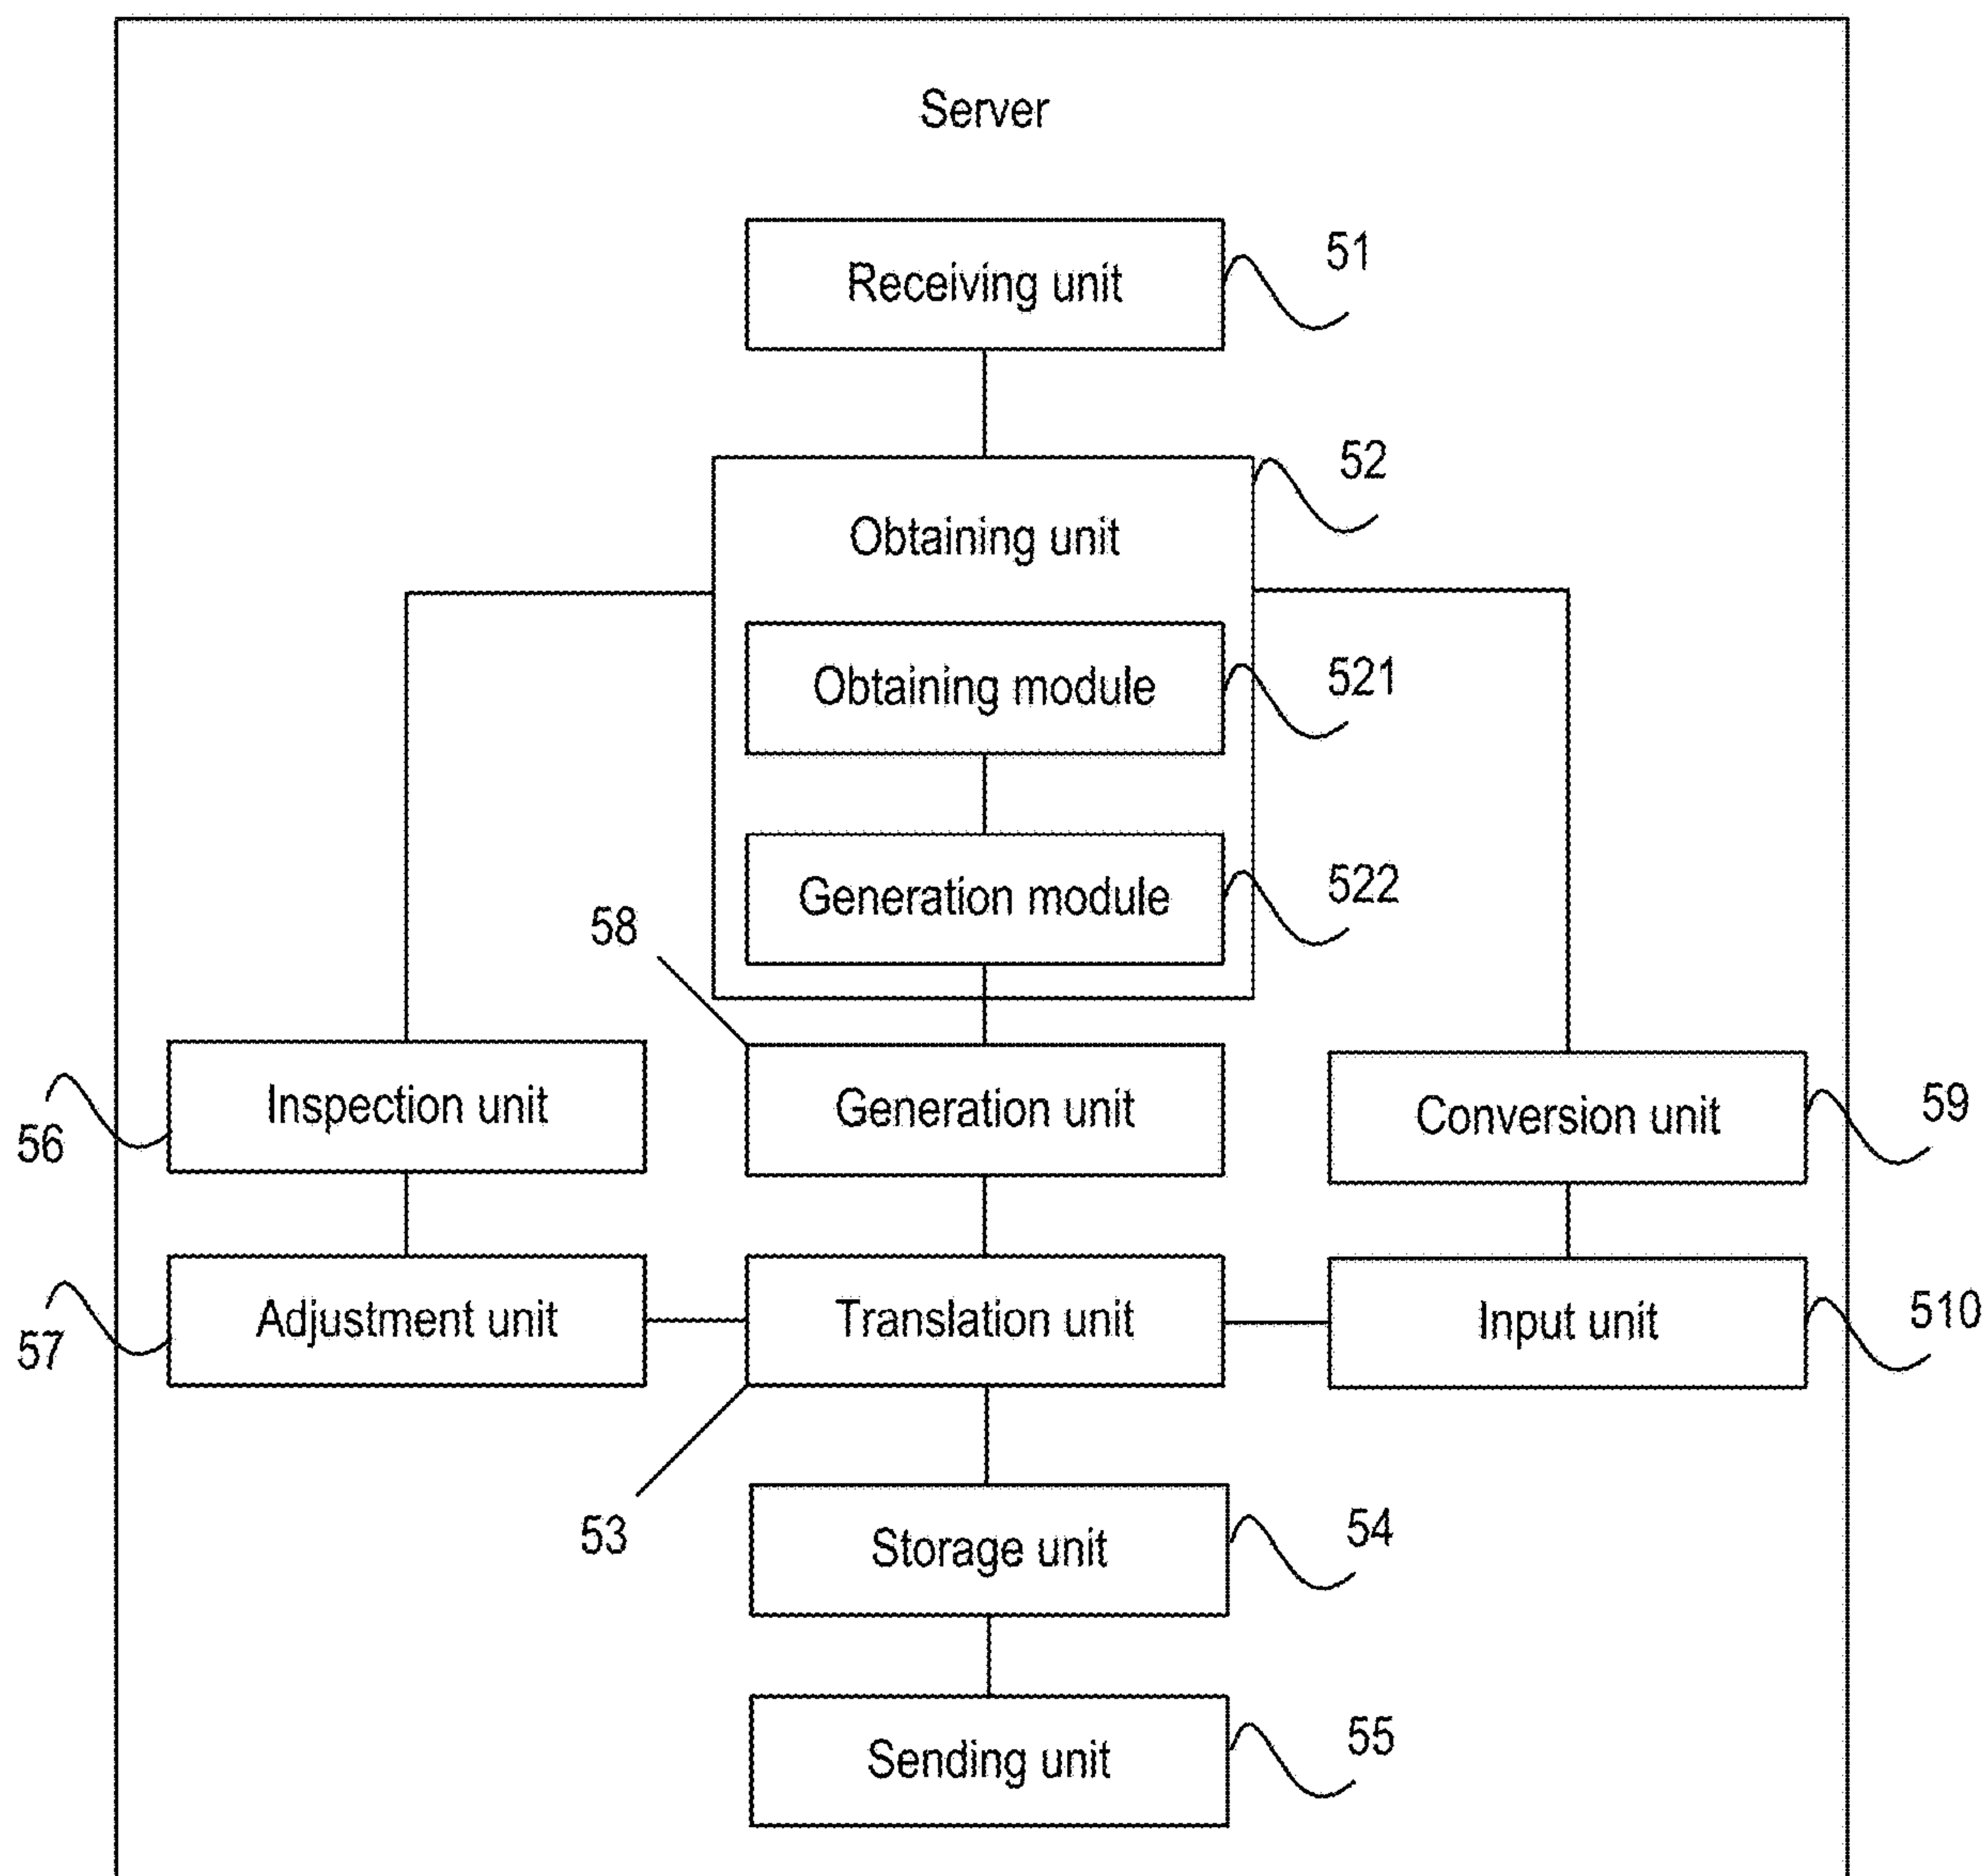 Server
Receiving unit
51
52
Obtaining unit
Obtaining module
521
Generation module
522
58
Inspection unit
56
Generation unit
Conversion unit
59
Adjustment unit
57
Translation unit
53
Input unit
510
Storage unit
54
Sending unit
55